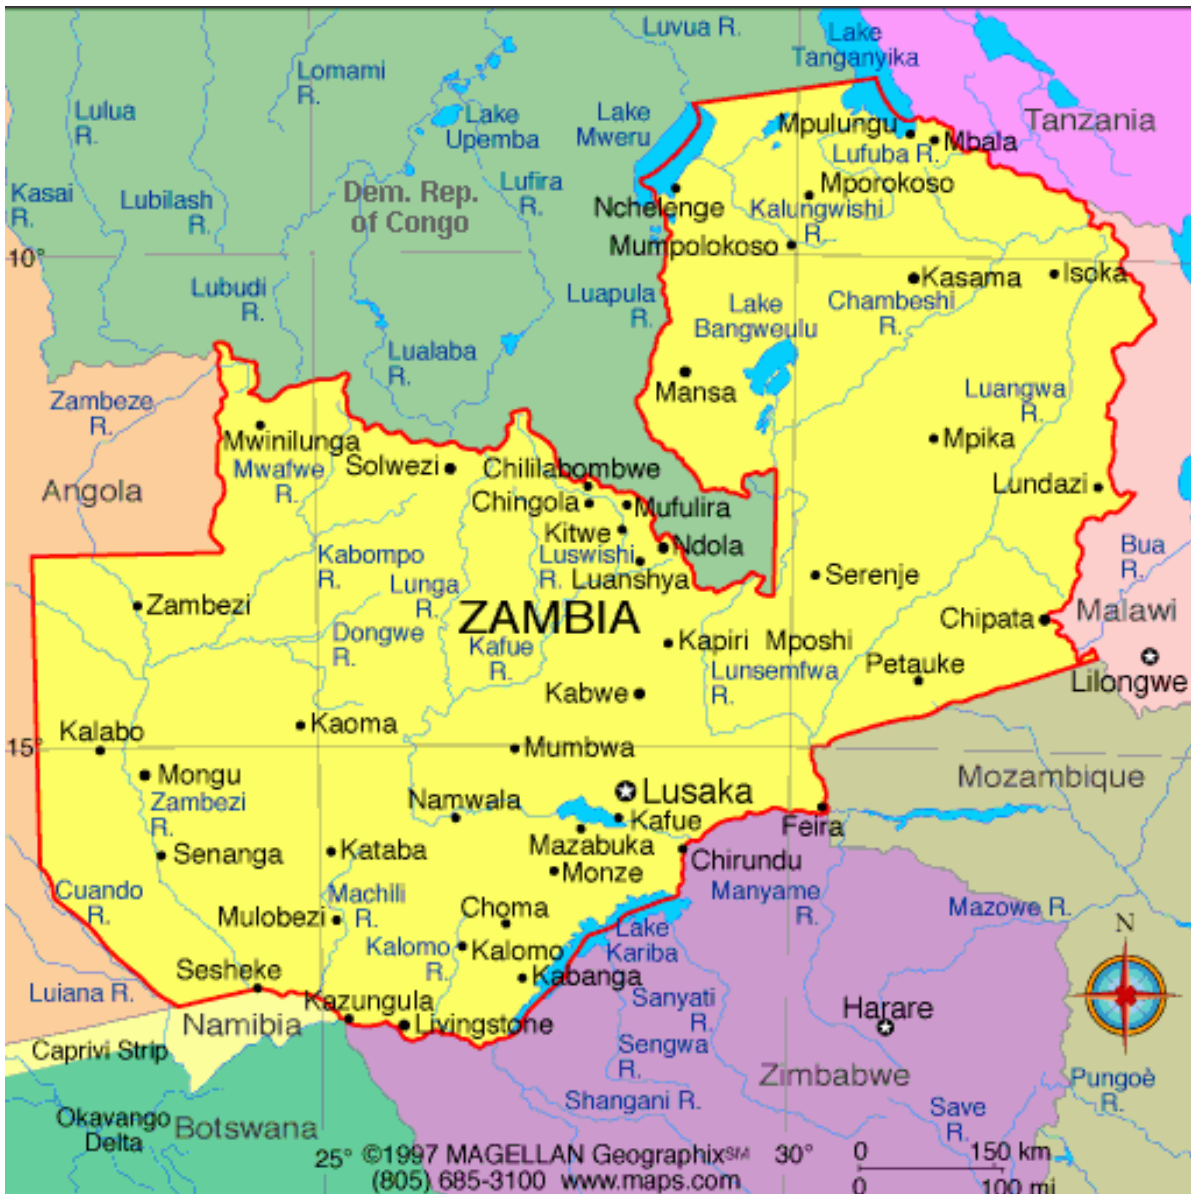 Luvua R.
Lake
Tanganyika
Lomami
R.
Lulua
R.
Lake
Upemba
Lake
Mweru
Mpulungu
Tanzania
Mbala
Lufuba R.
Kasai
R.
Lubilash
R.
Dem. Rep.
of Congo
Lufira
R.
Nchelenge
Mporokoso
Kalungwishi
R.
Mumpolokoso
10°
Lubudi
R.
Luapula
R.
Kasama
Isoka
Chambeshi
R.
Lake
Bangweulu
Lualaba
R.
Mansa
Luangwa
R.
Zambeze
R.
Mwinilunga
Mwafwe
R.
Solwezi
Chililabombwe
Mpika
Angola
Chingola
Mufulira
Lundazi
Kitwe
Ndola
Luswishi
R.
Luanshya
Bua
R.
Kabompo
R.
Lunga
R.
Serenje
Zambezi
ZAMBIA
Chipata
Malawi
Dongwe
R.
Kafue
R.
Kapiri Mposhi
Lunsemfwa
R.
Petauke
Lilongwe
Kabwe
Kalabo
Kaoma
15°
Mumbwa
Mongu
Mozambique
Zambezi
R.
Namwala
Lusaka
Kafue
Feira
Senanga
Kataba
Mazabuka
Chirundu
Monze
Cuando
R.
Machili
R.
Manyame
R.
Mulobezi
Choma
Mazowe R.
N
Kalomo
R.
Kalomo
Lake
Kariba
Sesheke
Kabanga
Luiana R.
Kazungula
Sanyati
R.
Harare
Namibia
Livingstone
Caprivi Strip
Sengwa
R.
Zimbabwe
Pungoè
R.
Shangani R.
Save
R.
Okavango
Delta
Botswana
25° ©1997 MAGELLAN Geographix℠ 30° 0 150 km
(805) 685-3100 www.maps.com 0 100 mi